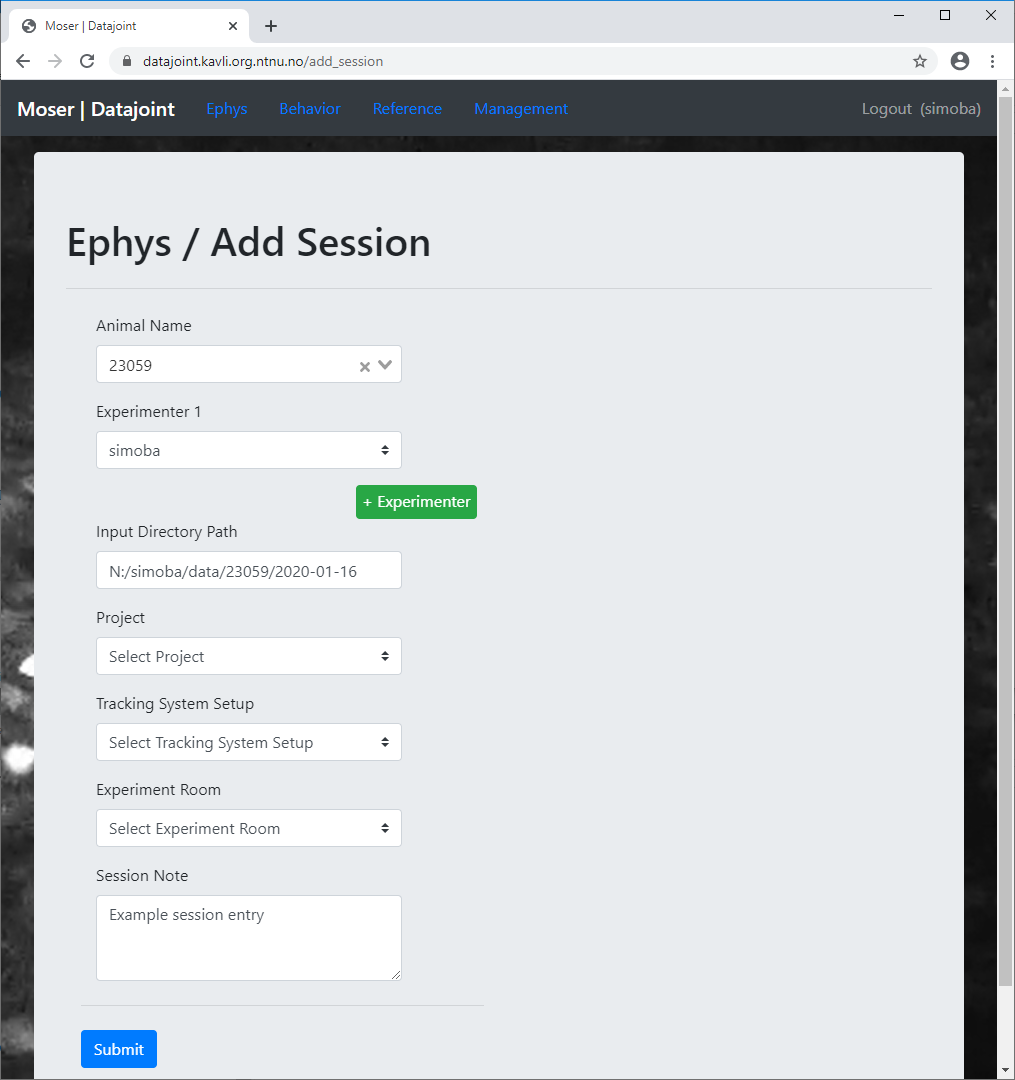 Moser | Datajoint
datajoint.kavli.org.ntnu.no/add_session
Moser | Datajoint Ephys Behavior Reference Management Logout (simoba)
Ephys / Add Session
Animal Name
23059
Experimenter 1
simoba
+ Experimenter
Input Directory Path
N:/simoba/data/23059/2020-01-16
Project
Select Project
Tracking System Setup
Select Tracking System Setup
Experiment Room
Select Experiment Room
Session Note
Example session entry
Submit